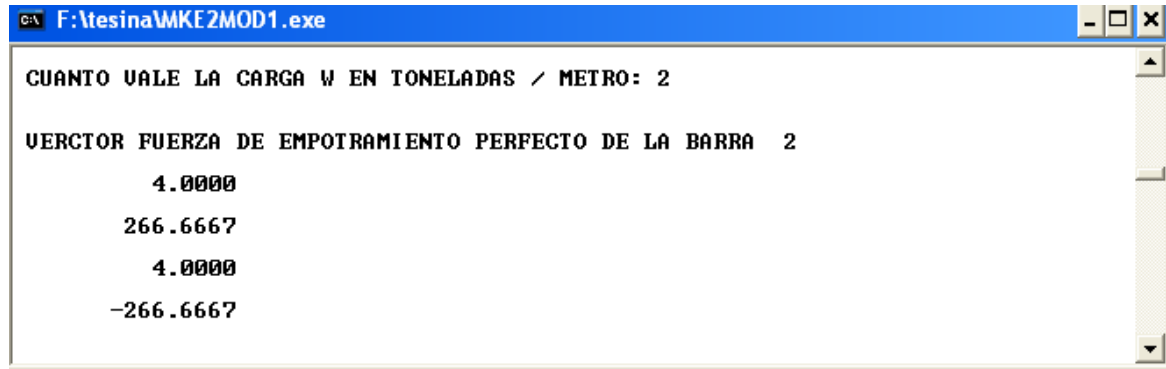 F:\tesina\MKE2MOD1.exe
CUANTO VALE LA CARGA W EN TONELADAS / METRO: 2
VERCTOR FUERZA DE EMPOTRAMIENTO PERFECTO DE LA BARRA 2
4.0000
266.6667
4.0000
-266.6667